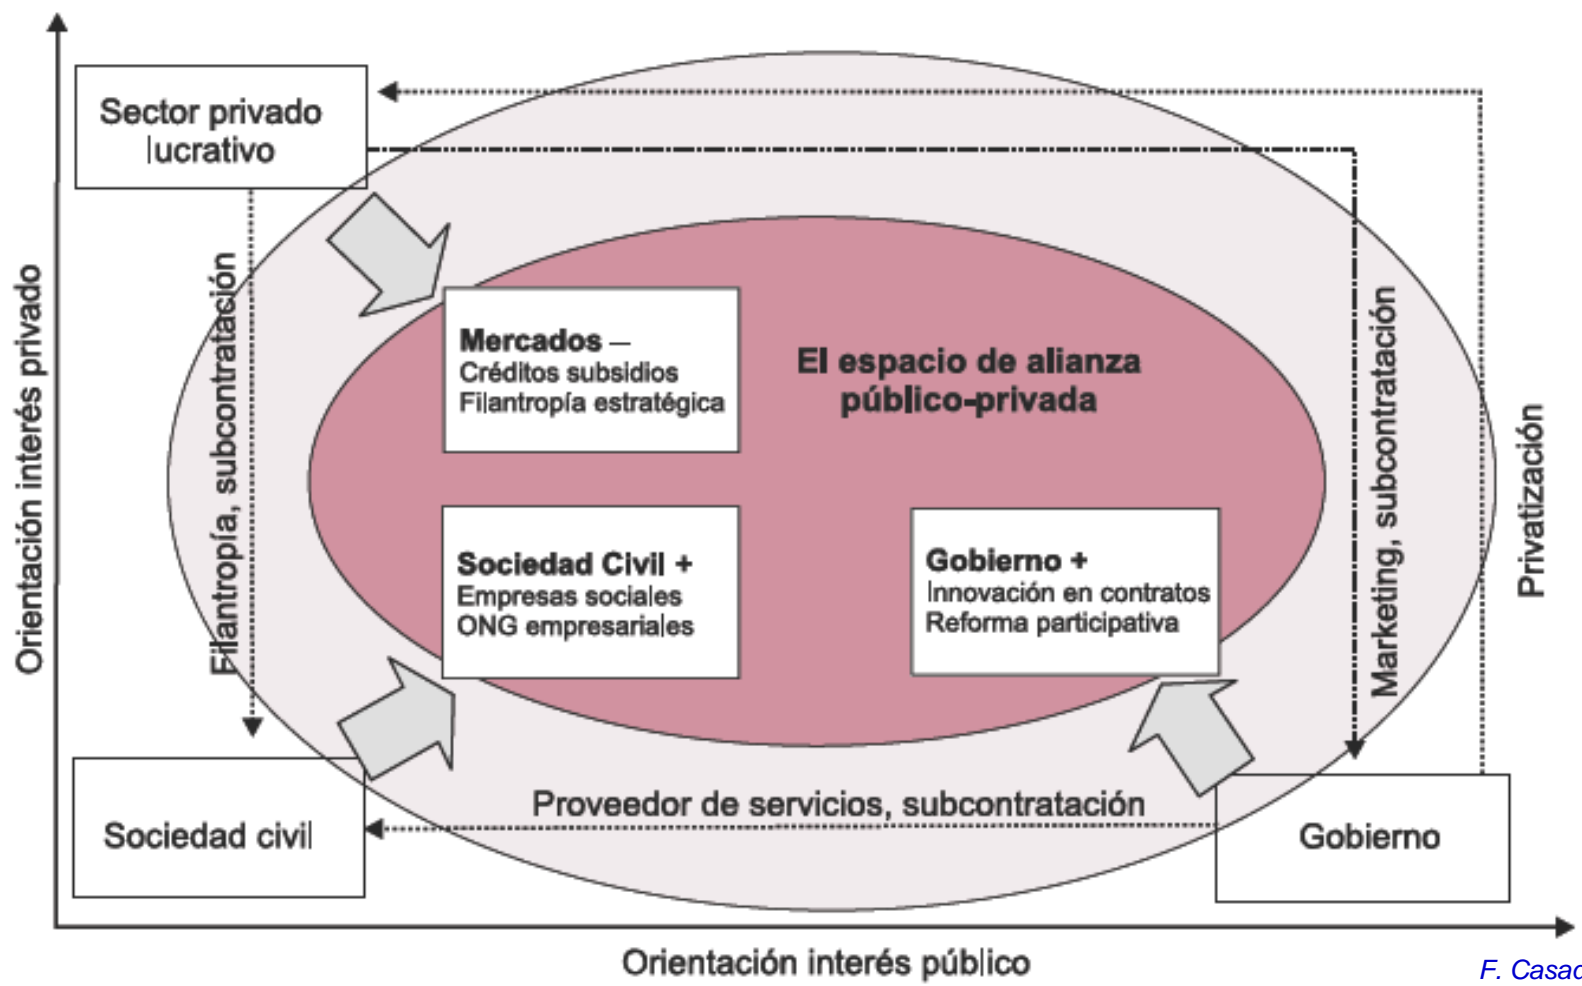 Sector privado
lucrativo
Orientación interés privado
Filantropía, subcontratación
Mercados —
Créditos subsidios
Filantropía estratégica
El espacio de alianza
público-privada
Marketing, subcontratación
Privatización
Sociedad Civil +
Empresas sociales
ONG empresariales
Gobierno +
Innovación en contratos
Reforma participativa
Proveedor de servicios, subcontratación
Sociedad civil
Gobierno
Orientación interés público
F.